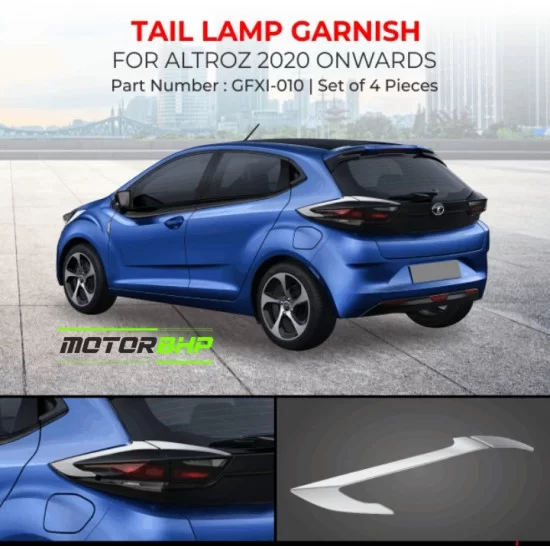 TAIL LAMP GARNISH
FOR ALTROZ 2020 ONWARDS
Part Number : GFXI-010 | Set of 4 Pieces
MOTORBHP